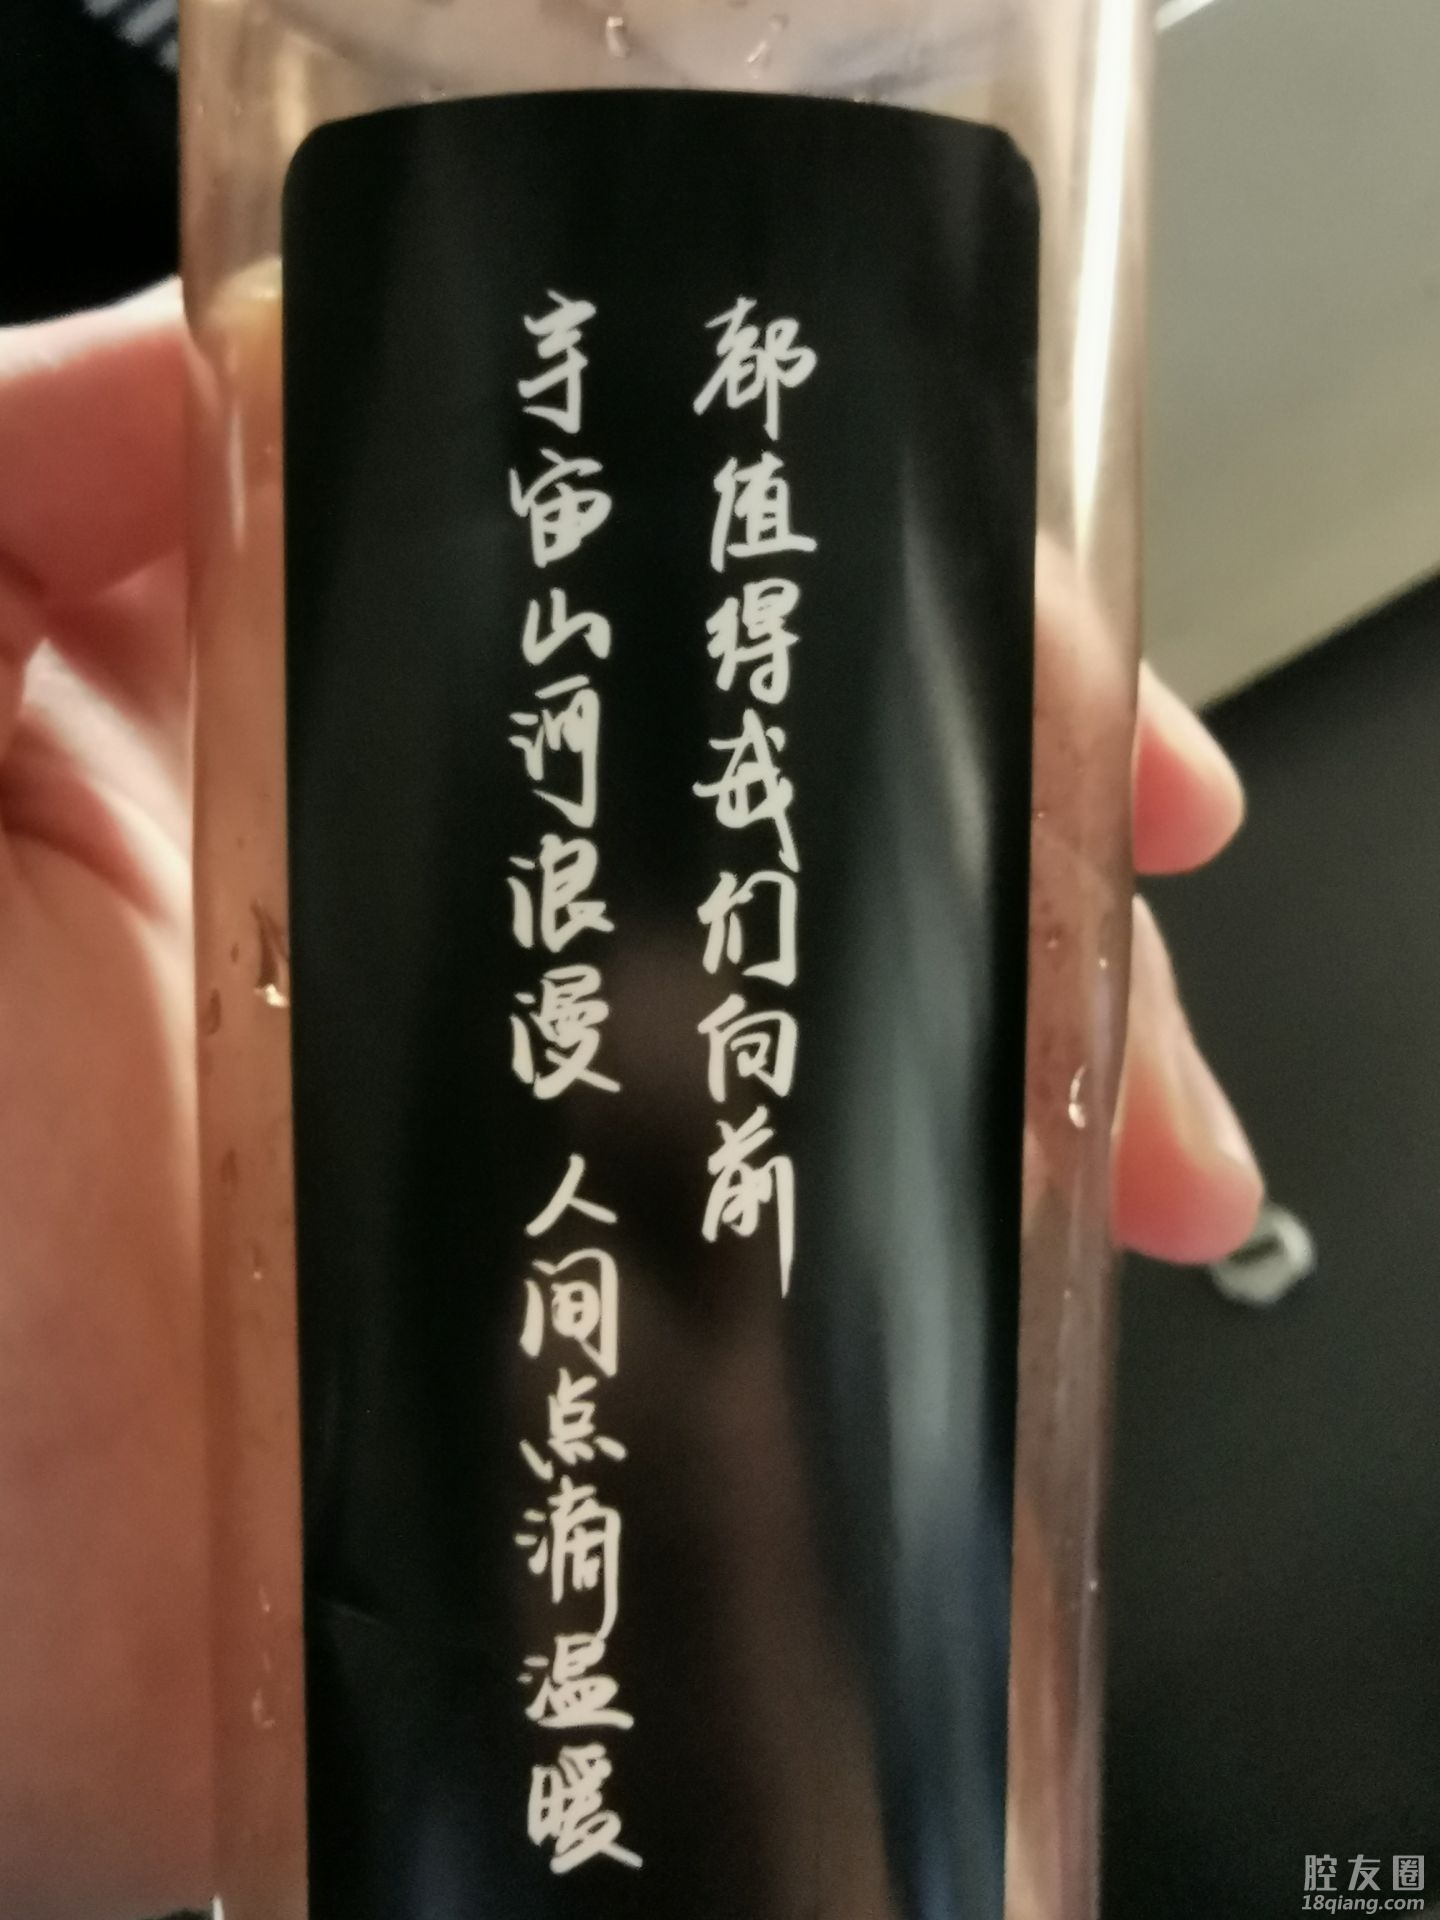 宇宙山河浪漫 人间点滴温暖
都值得我们向前
腔友圈
18qiang.com